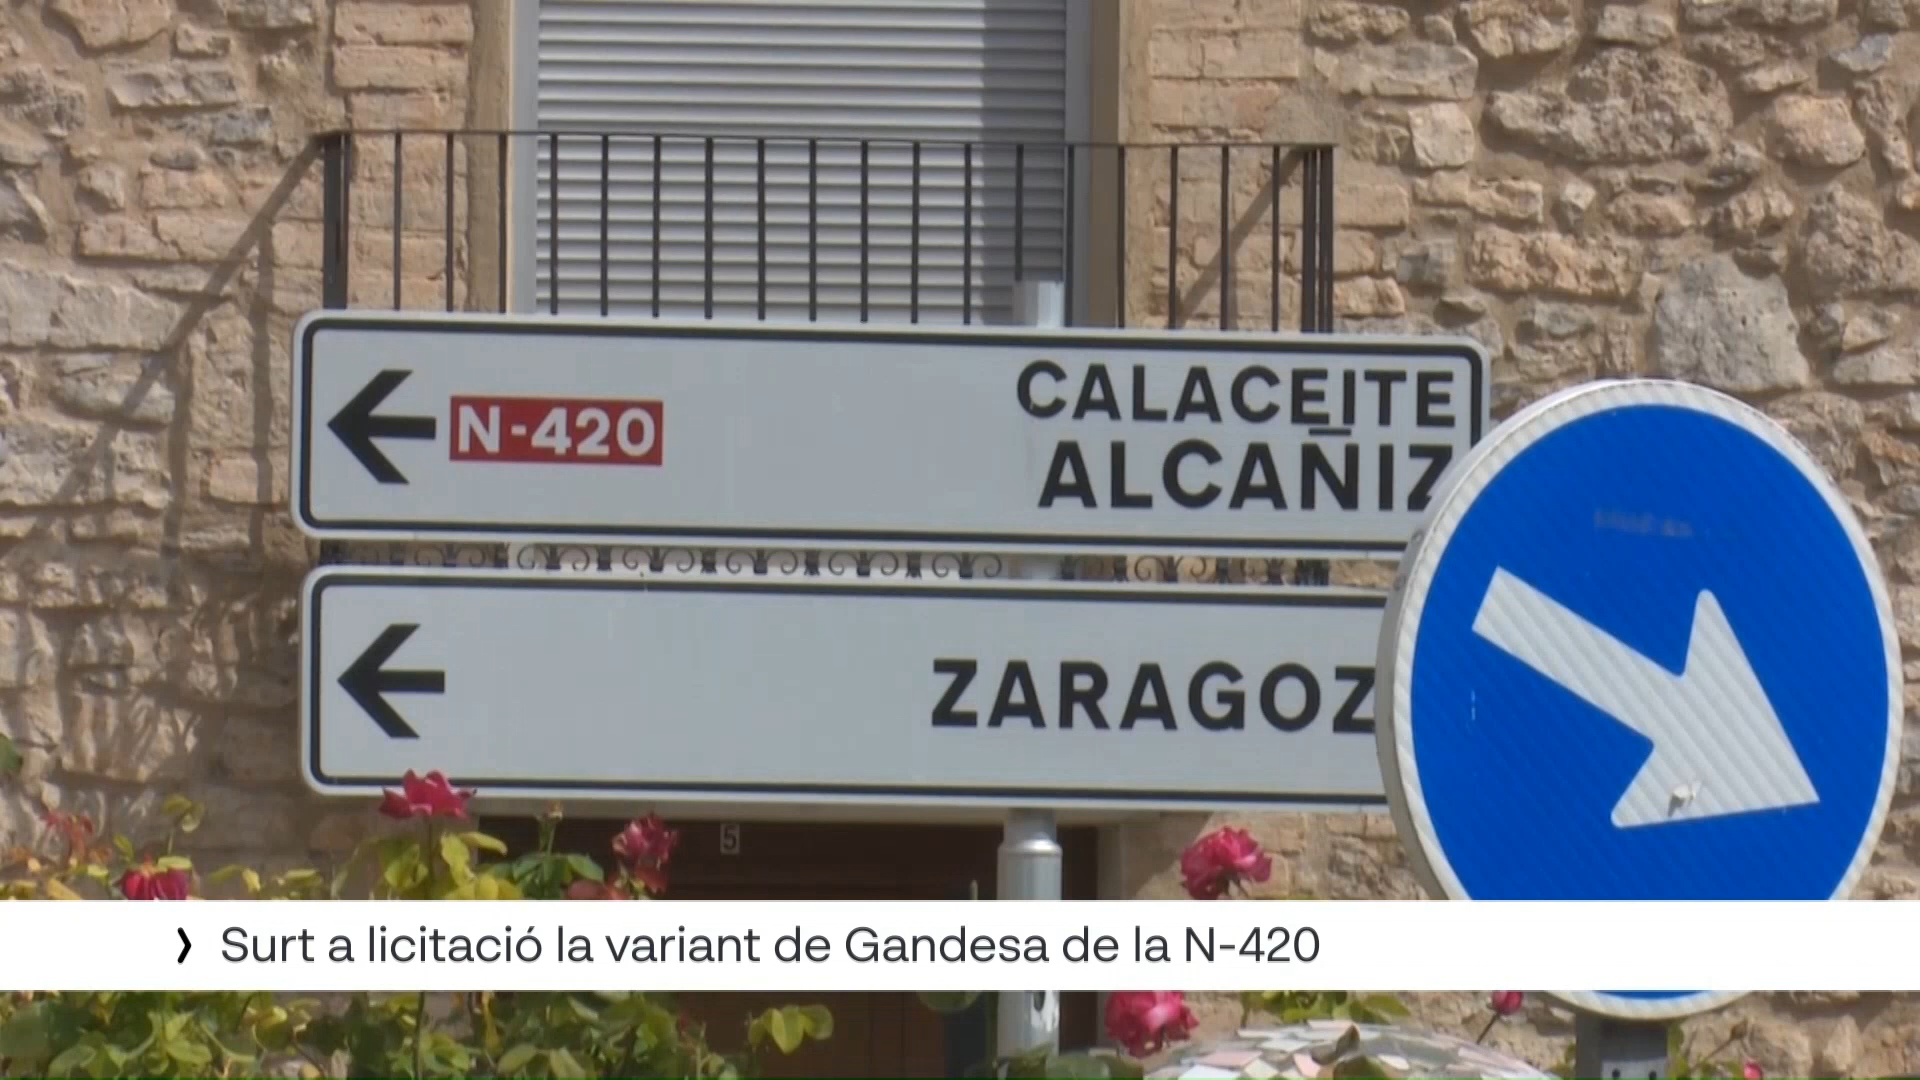 N-420
CALACEITE
ALCAÑIZ
ZARAGOZ
5
Surt a licitació la variant de Gandesa de la N-420